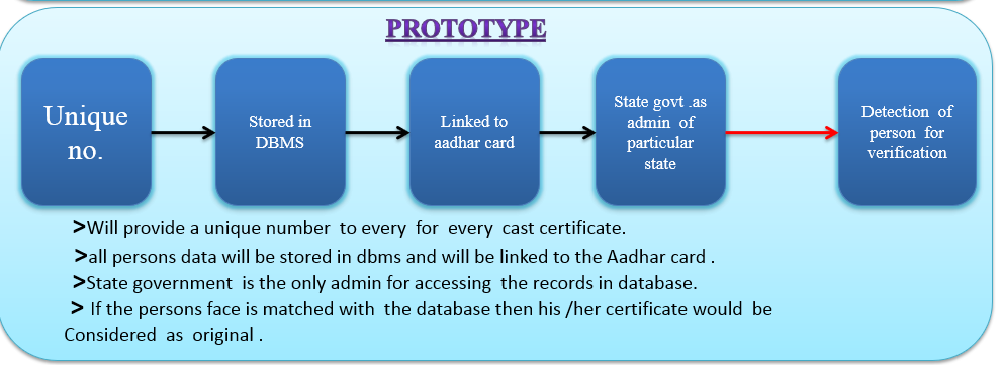 PROTOTYPE
Unique
no.
Stored in
DBMS
Linked to
aadhar card
State govt .as
admin of
particular
state
Detection of
person for
verification
>Will provide a unique number to every for every cast certificate.
>all persons data will be stored in dbms and will be linked to the Aadhar card .
>State government is the only admin for accessing the records in database.
> If the persons face is matched with the database then his /her certificate would be
Considered as original .